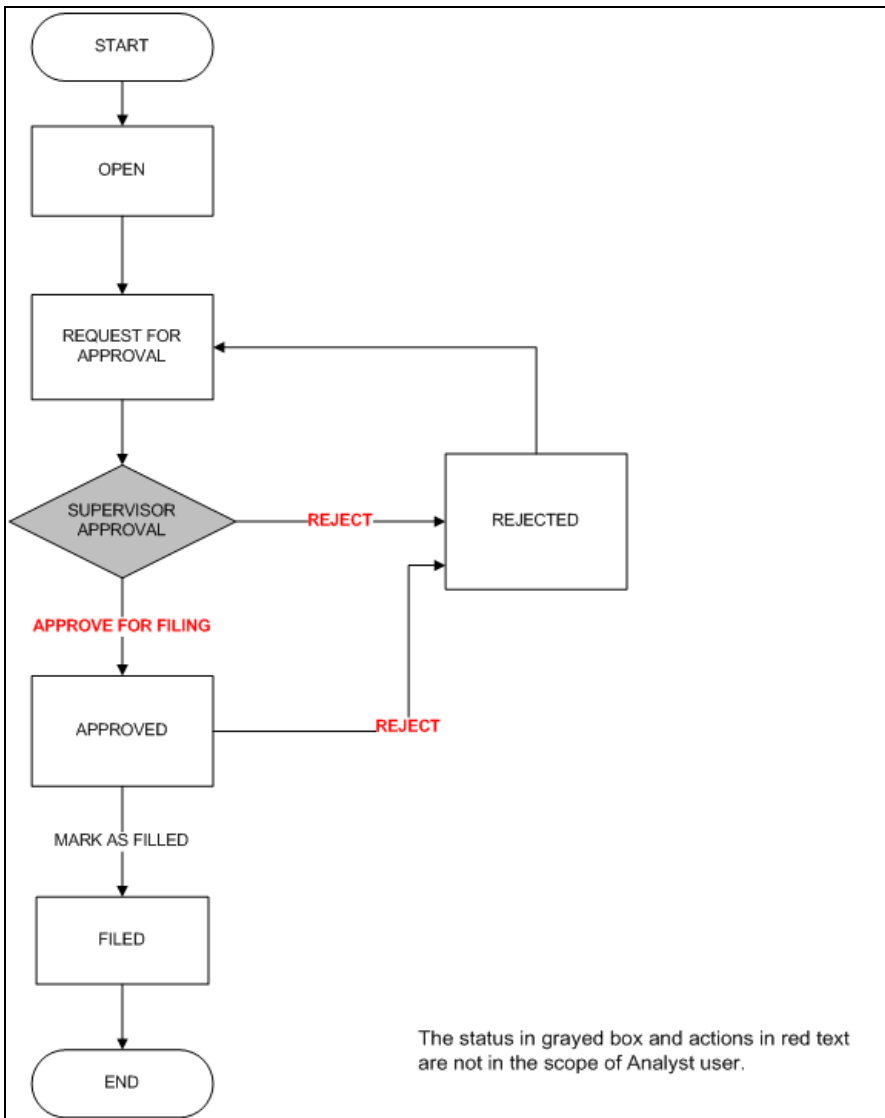 START
OPEN
REQUEST FOR
APPROVAL
SUPERVISOR
APPROVAL
REJECT
REJECTED
APPROVE FOR FILING
APPROVED
REJECT
MARK AS FILLED
FILED
The status in grayed box and actions in red text
are not in the scope of Analyst user.
END